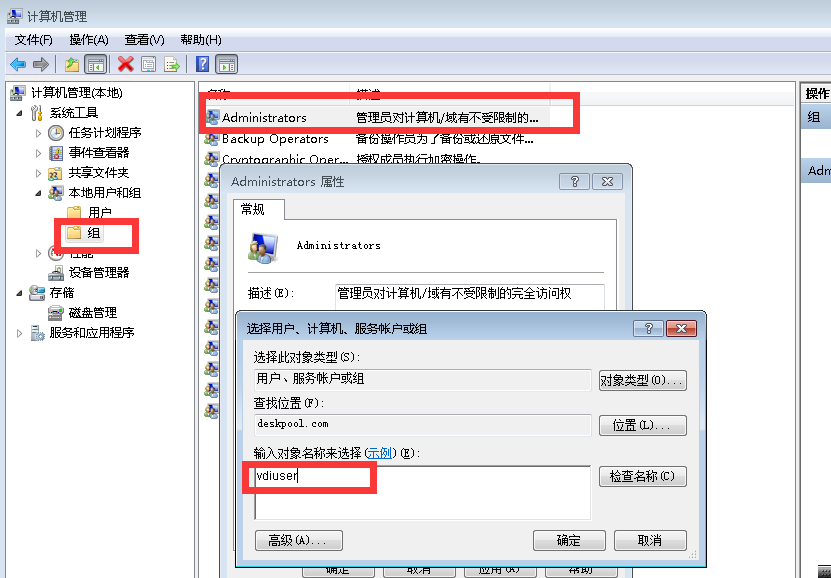 计算机管理
文件(F) 操作(A) 查看(V) 帮助(H)
计算机管理(本地)
系统工具
任务计划程序
事件查看器
共享文件夹
本地用户和组
用户
组
性能
设备管理器
存储
磁盘管理
服务和应用程序
名称 描述
Administrators 管理员对计算机/域有不受限制的...
Backup Operators 备份操作员为了备份或还原文件...
Cryptographic Oper... 授权成员执行加密操作。
操作
组
Adm
Administrators 属性
常规
Administrators
描述(E): 管理员对计算机/域有不受限制的完全访问权
选择用户、计算机、服务帐户或组
选择此对象类型(S):
用户、服务帐户或组 对象类型(O)...
查找位置(F):
deskpool.com 位置(L)...
输入对象名称来选择(示例)(E):
vdiuser 检查名称(C)
高级(A)... 确定 取消
确定 取消 应用(A) 帮助